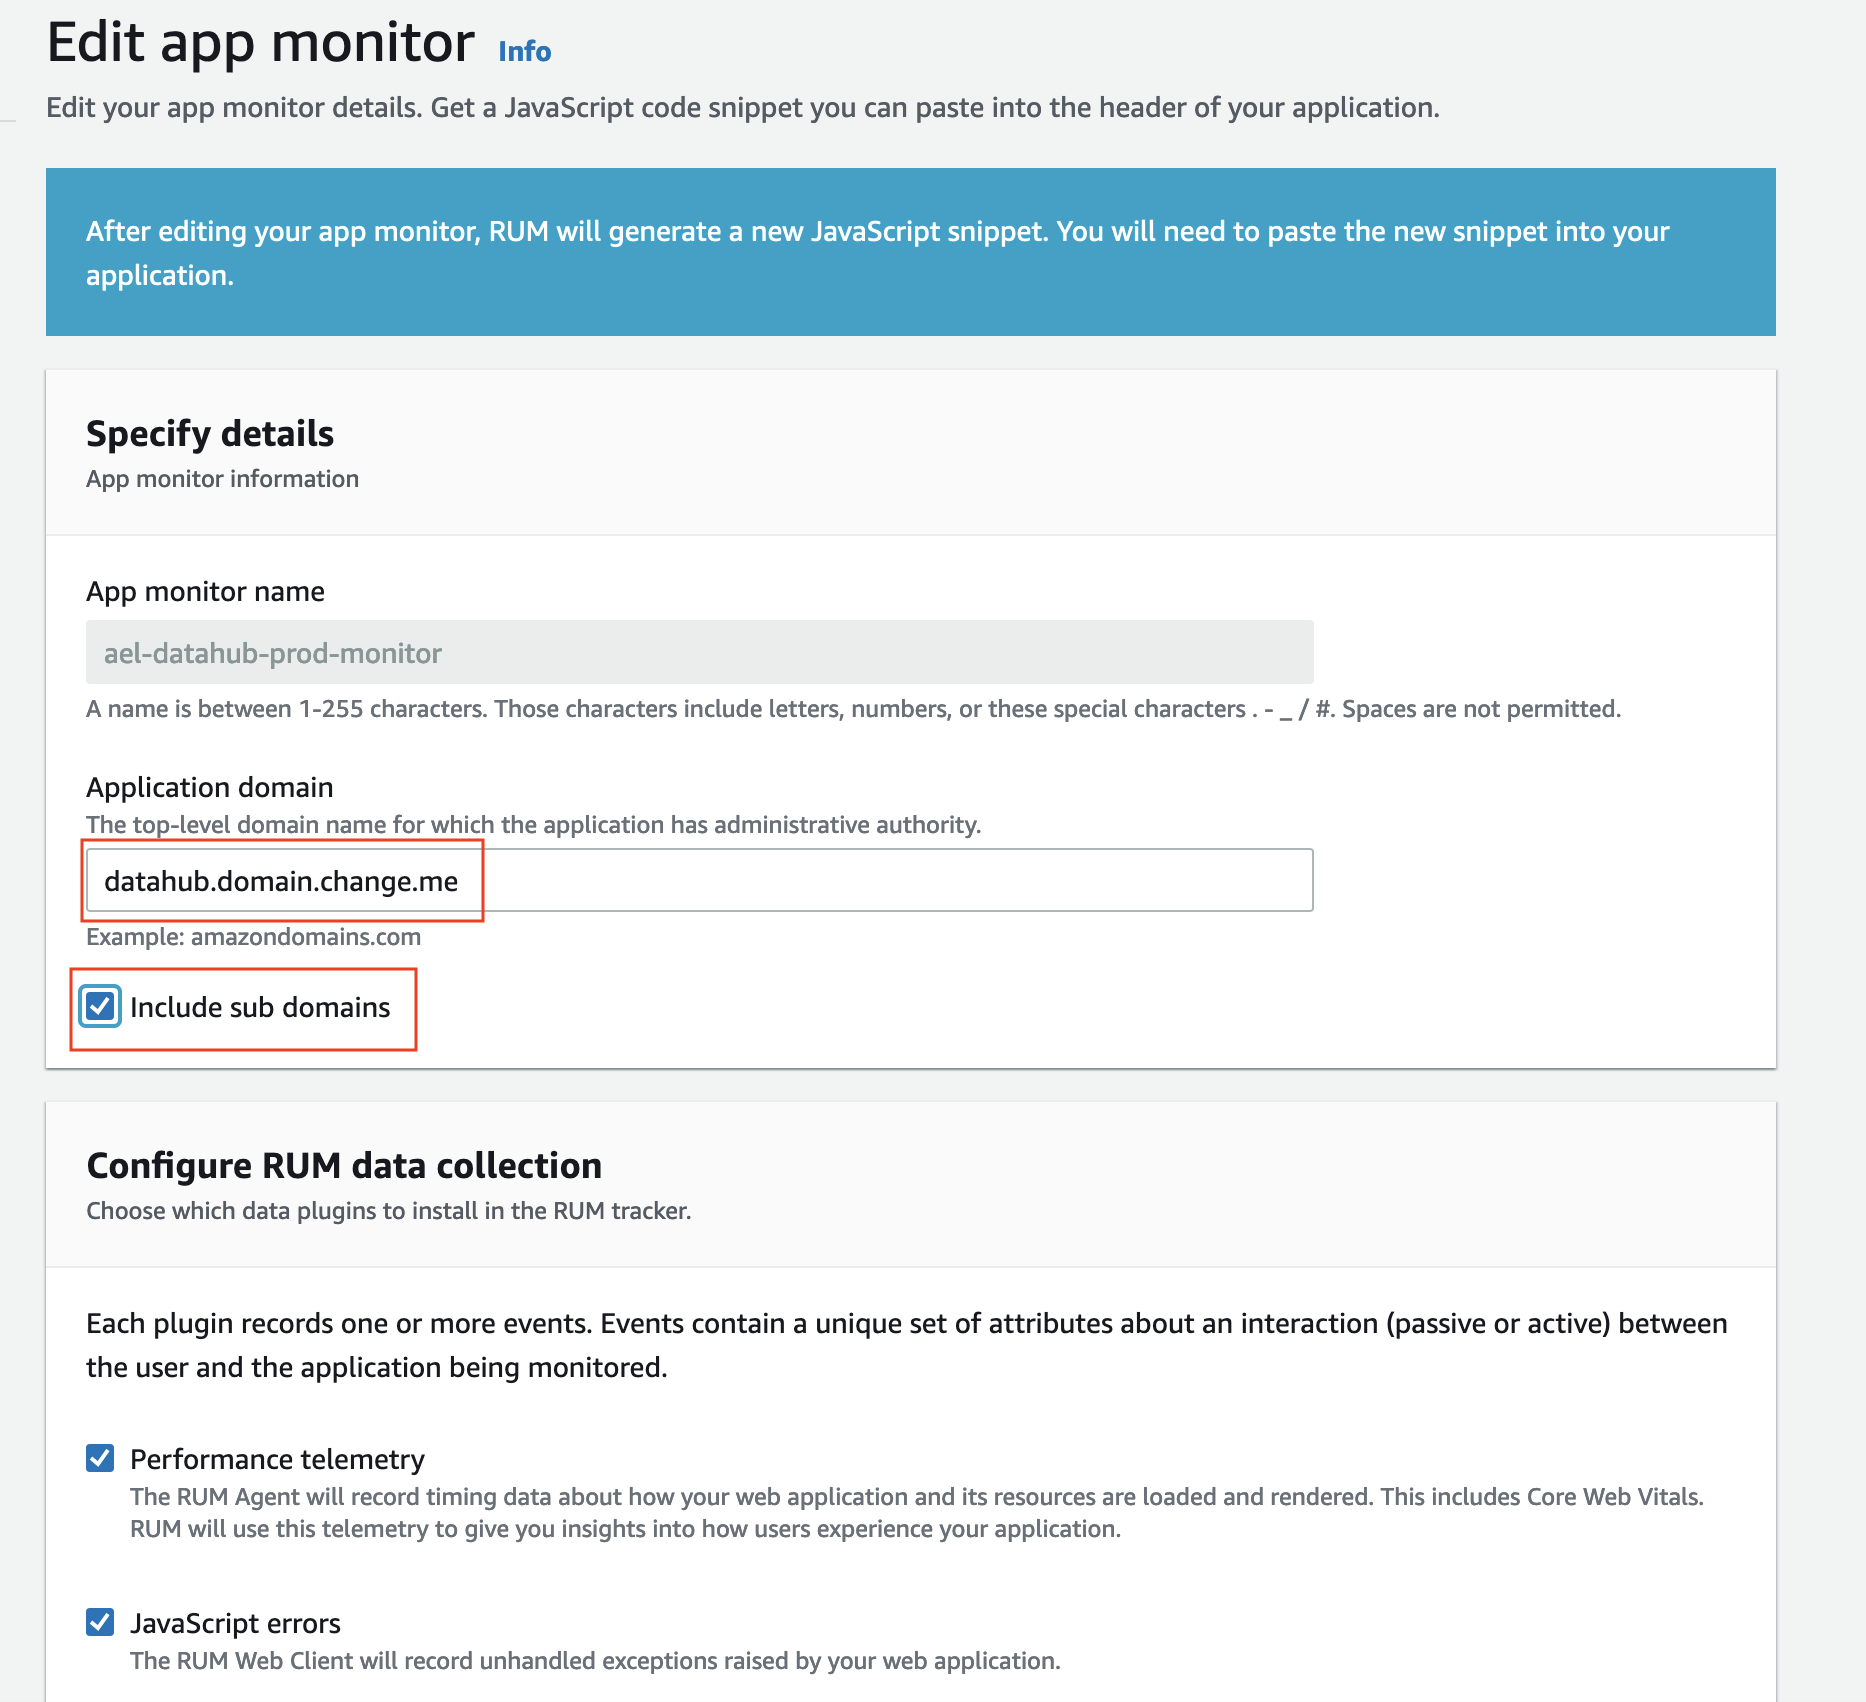 Edit app monitor Info
Edit your app monitor details. Get a JavaScript code snippet you can paste into the header of your application.
After editing your app monitor, RUM will generate a new JavaScript snippet. You will need to paste the new snippet into your
application.
Specify details
App monitor information
App monitor name
ael-datahub-prod-monitor
A name is between 1-255 characters. Those characters include letters, numbers, or these special characters . - _ / #. Spaces are not permitted.
Application domain
The top-level domain name for which the application has administrative authority.
datahub.domain.change.me
Example: amazondomains.com
Include sub domains
Configure RUM data collection
Choose which data plugins to install in the RUM tracker.
Each plugin records one or more events. Events contain a unique set of attributes about an interaction (passive or active) between
the user and the application being monitored.
Performance telemetry
The RUM Agent will record timing data about how your web application and its resources are loaded and rendered. This includes Core Web Vitals.
RUM will use this telemetry to give you insights into how users experience your application.
JavaScript errors
The RUM Web Client will record unhandled exceptions raised by your web application.